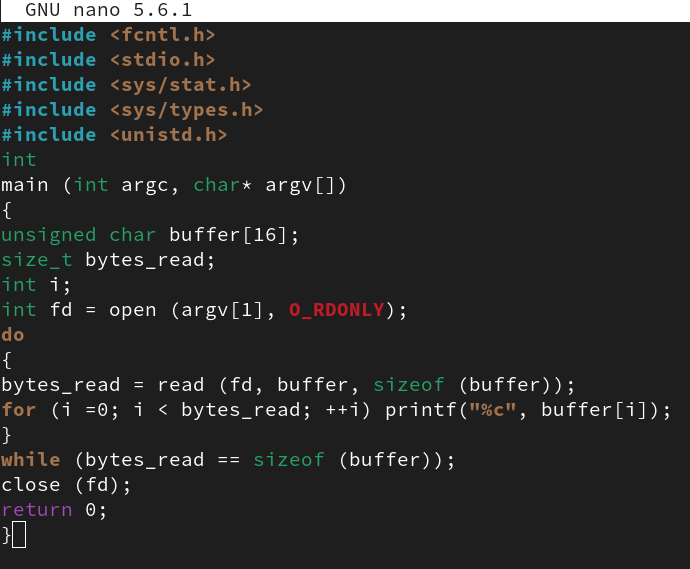 GNU nano 5.6.1
#include <fcntl.h>
#include <stdio.h>
#include <sys/stat.h>
#include <sys/types.h>
#include <unistd.h>
int
main (int argc, char* argv[])
{
unsigned char buffer[16];
size_t bytes_read;
int i;
int fd = open (argv[1], O_RDONLY);
do
{
bytes_read = read (fd, buffer, sizeof (buffer));
for (i =0; i < bytes_read; ++i) printf("%c", buffer[i]);
}
while (bytes_read == sizeof (buffer));
close (fd);
return 0;
}